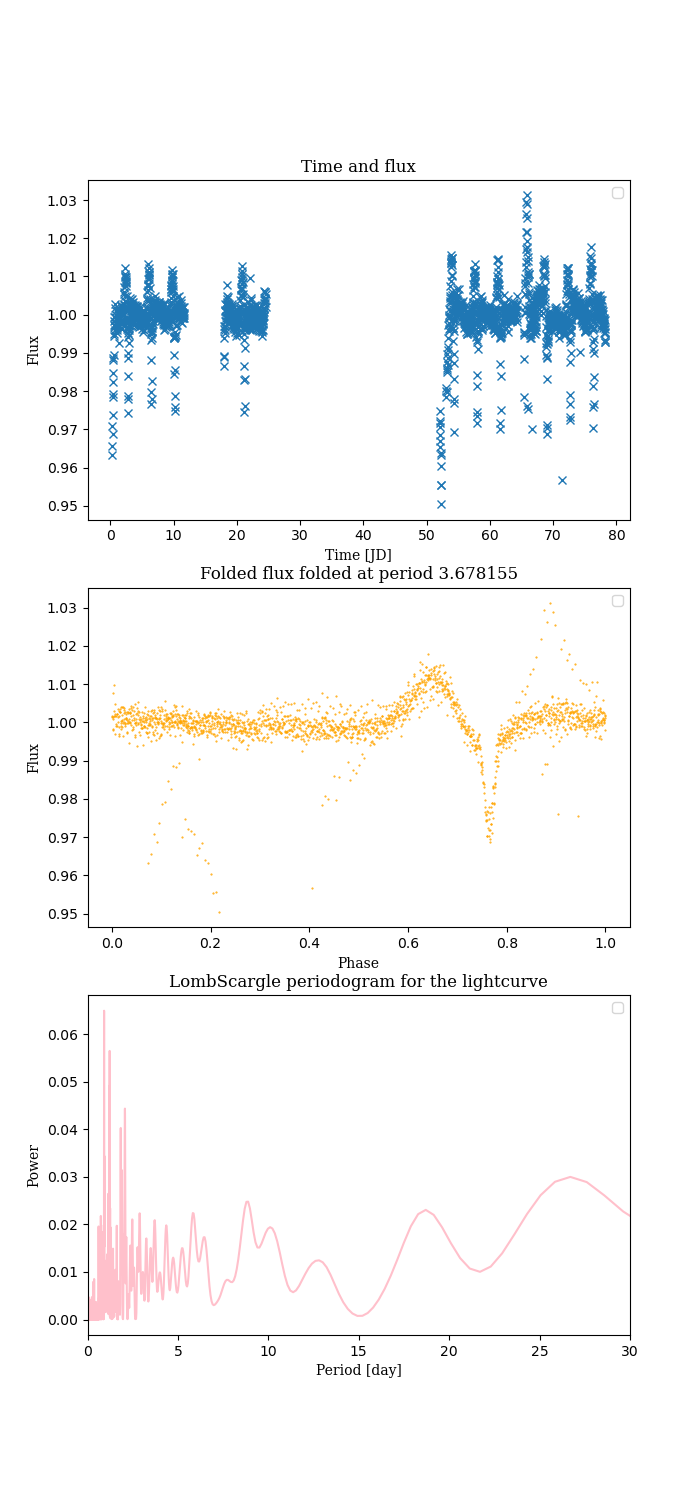 Time and flux
Flux
1.03
1.02
1.01
1.00
0.99
0.98
0.97
0.96
0.95
0 10 20 30 40 50 60 70 80
Time [JD]
Folded flux folded at period 3.678155
Flux
1.03
1.02
1.01
1.00
0.99
0.98
0.97
0.96
0.95
0.0 0.2 0.4 0.6 0.8 1.0
Phase
LombScargle periodogram for the lightcurve
Power
0.06
0.05
0.04
0.03
0.02
0.01
0.00
0 5 10 15 20 25 30
Period [day]